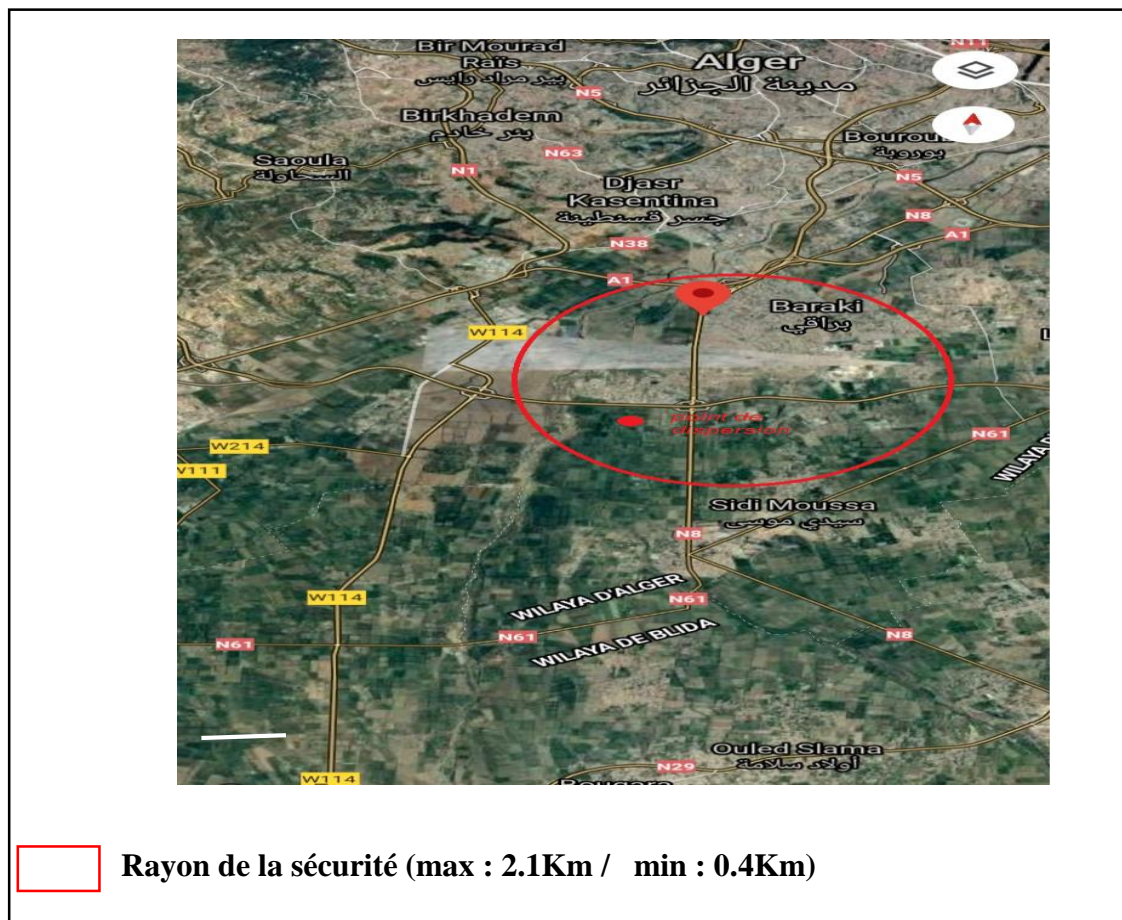 Bir Mourad
Raïs
بير مراد رايس
Alger
مدينة الجزائر
N11
N5
Birkhadem
بئر خادم
Saoula
السحاولة
N1
N63
بوروبة
N5
Djasr
Kasentina
جسر قسنطينة
N8
A1
N38
A1
Baraki
براقي
W114
point de
dispersion
N61
W214
W111
Sidi Moussa
سيدي موسى
N8
WILAYA D'ALGER
W114
N61
N61
N61
WILAYA DE BLIDA
N8
Ouled Slama
أولاد سلامة
N29
W114
Rayon de la sécurité (max : 2.1Km / min : 0.4Km)